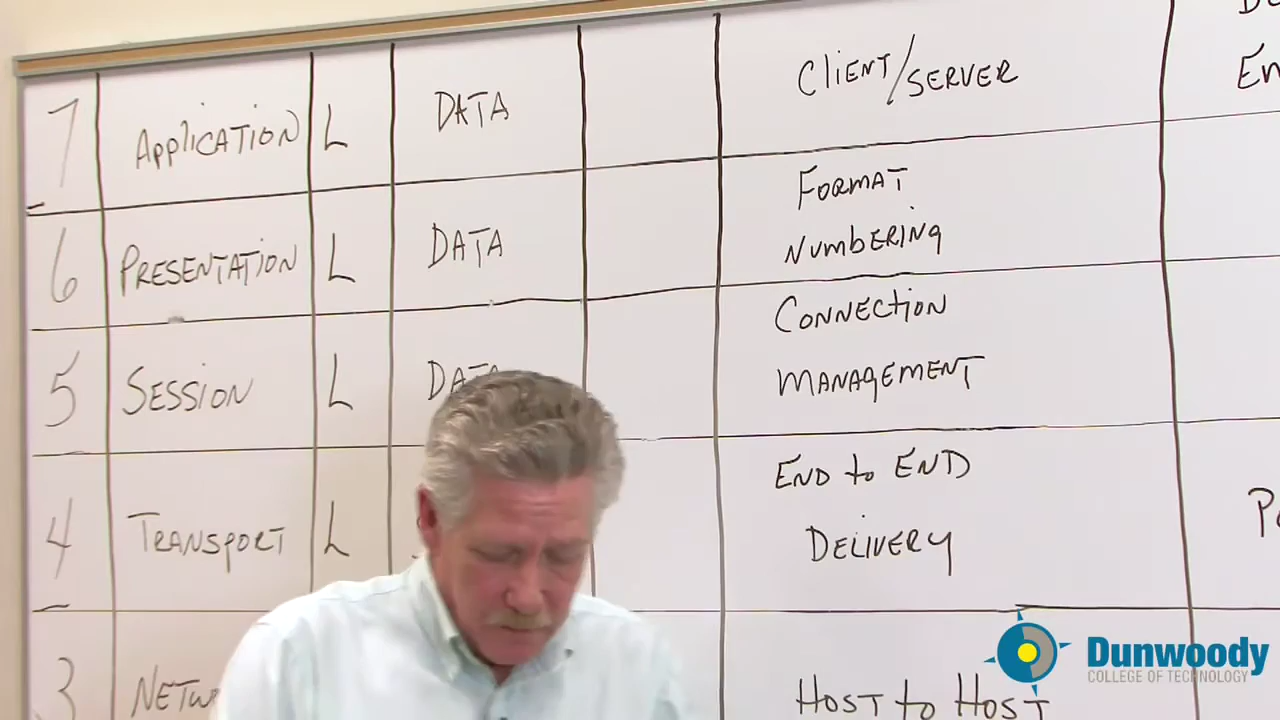 7 Application L DATA Client/Server
Format
6 Presentation L DATA Numbering
Connection
5 Session L DATA Management
End to End
4 Transport L Delivery
3 Host to Host
Dunwoody
COLLEGE OF TECHNOLOGY